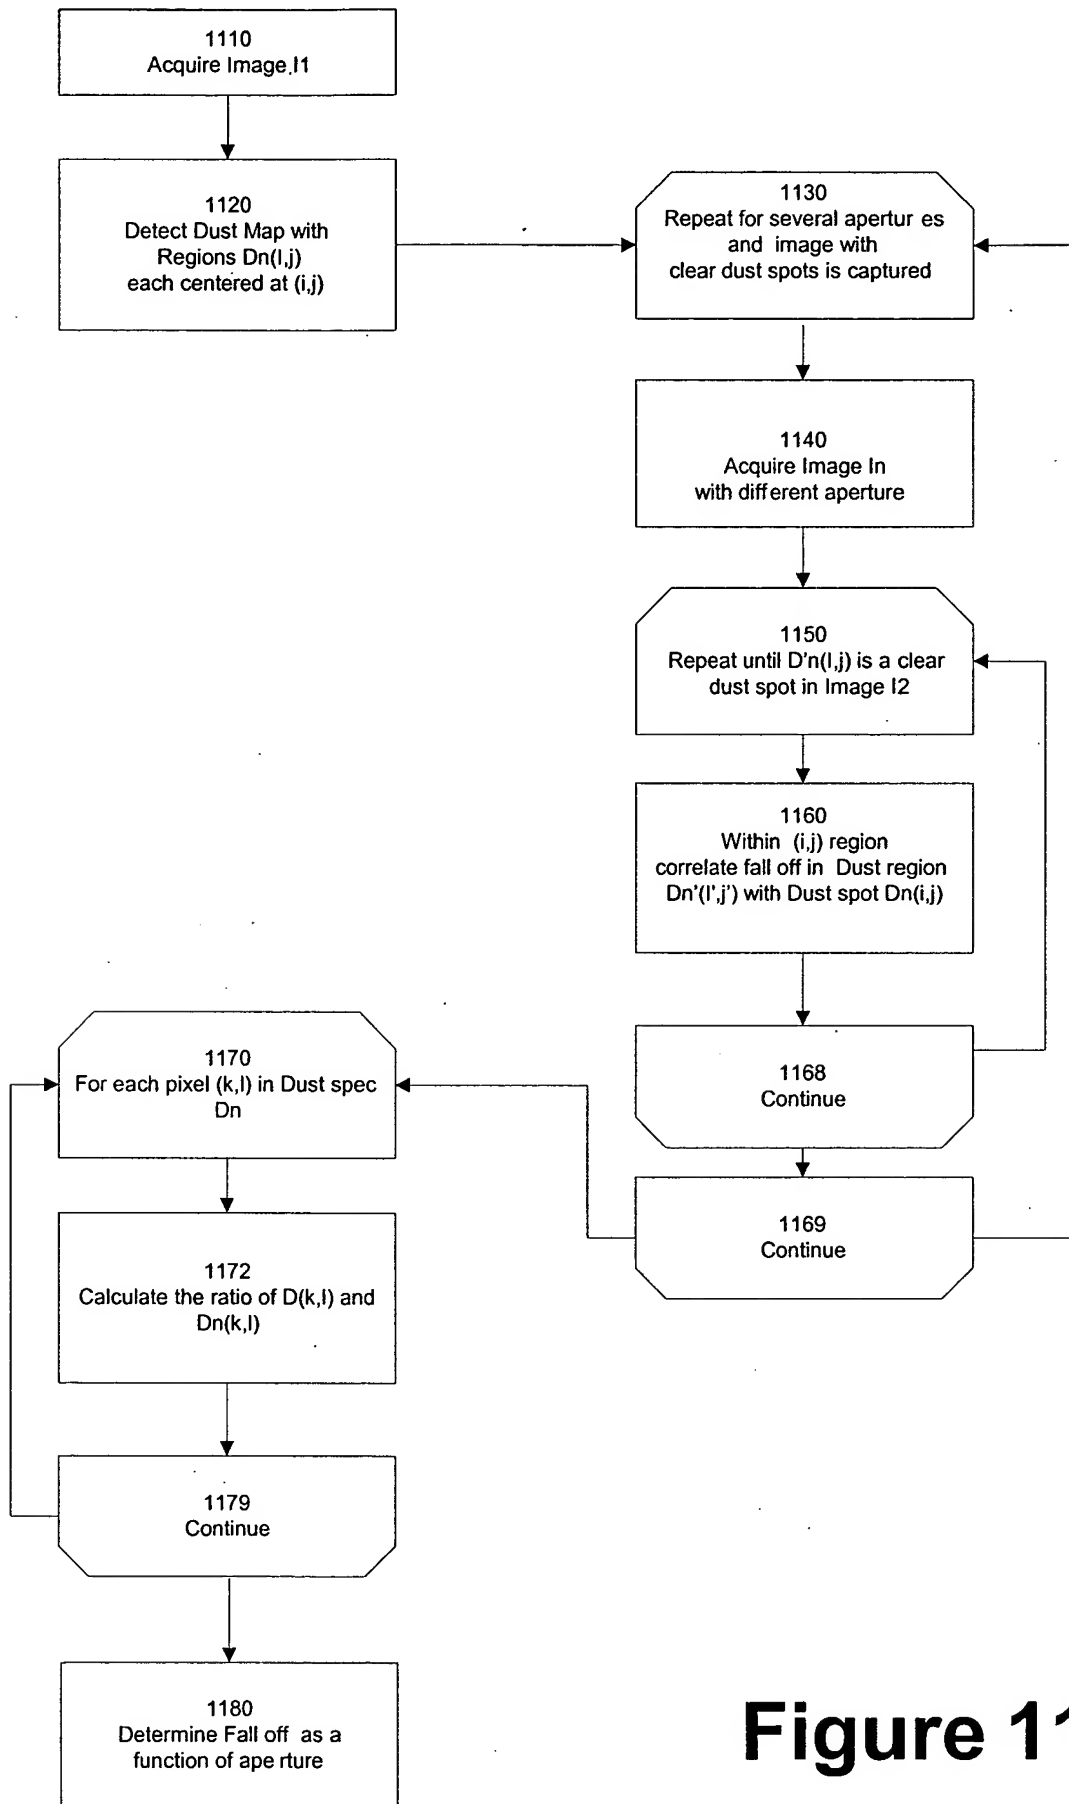 1110
Acquire Image I1
1120
Detect Dust Map with
Regions Dn(I,j)
each centered at (i,j)
1130
Repeat for several apertur es
and image with
clear dust spots is captured
1140
Acquire Image In
with different aperture
1150
Repeat until D'n(I,j) is a clear
dust spot in Image I2
1160
Within (i,j) region
correlate fall off in Dust region
Dn'(I',j') with Dust spot Dn(i,j)
1168
Continue
1169
Continue
1170
For each pixel (k,l) in Dust spec
Dn
1172
Calculate the ratio of D(k,l) and
Dn(k,l)
1179
Continue
1180
Determine Fall off as a
function of ape rture
Figure 11